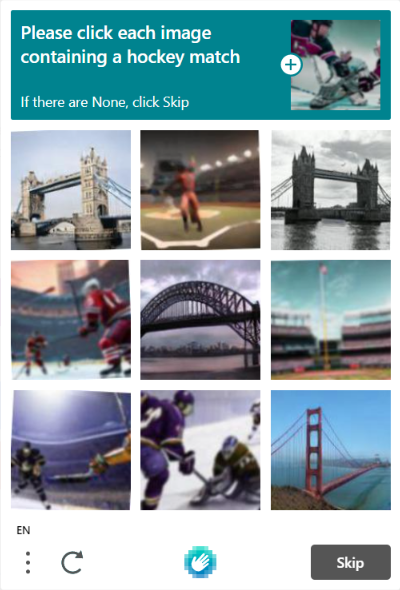 Please click each image
containing a hockey match
If there are None, click Skip
EN
Skip